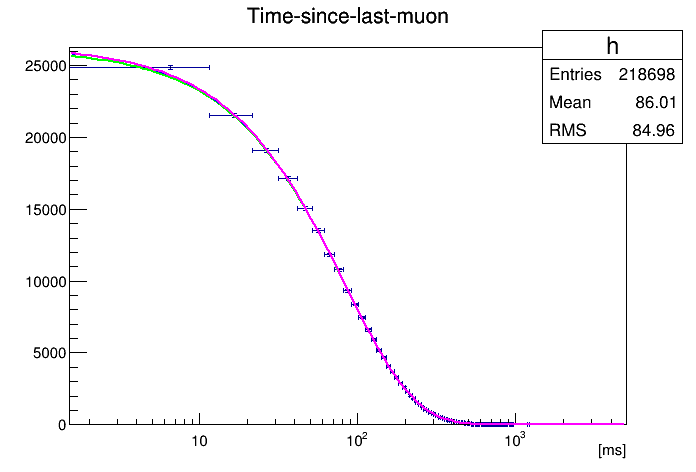 Time-since-last-muon
h
Entries 218698
Mean 86.01
RMS 84.96
25000
20000
15000
10000
5000
0
10 10² 10³
[ms]